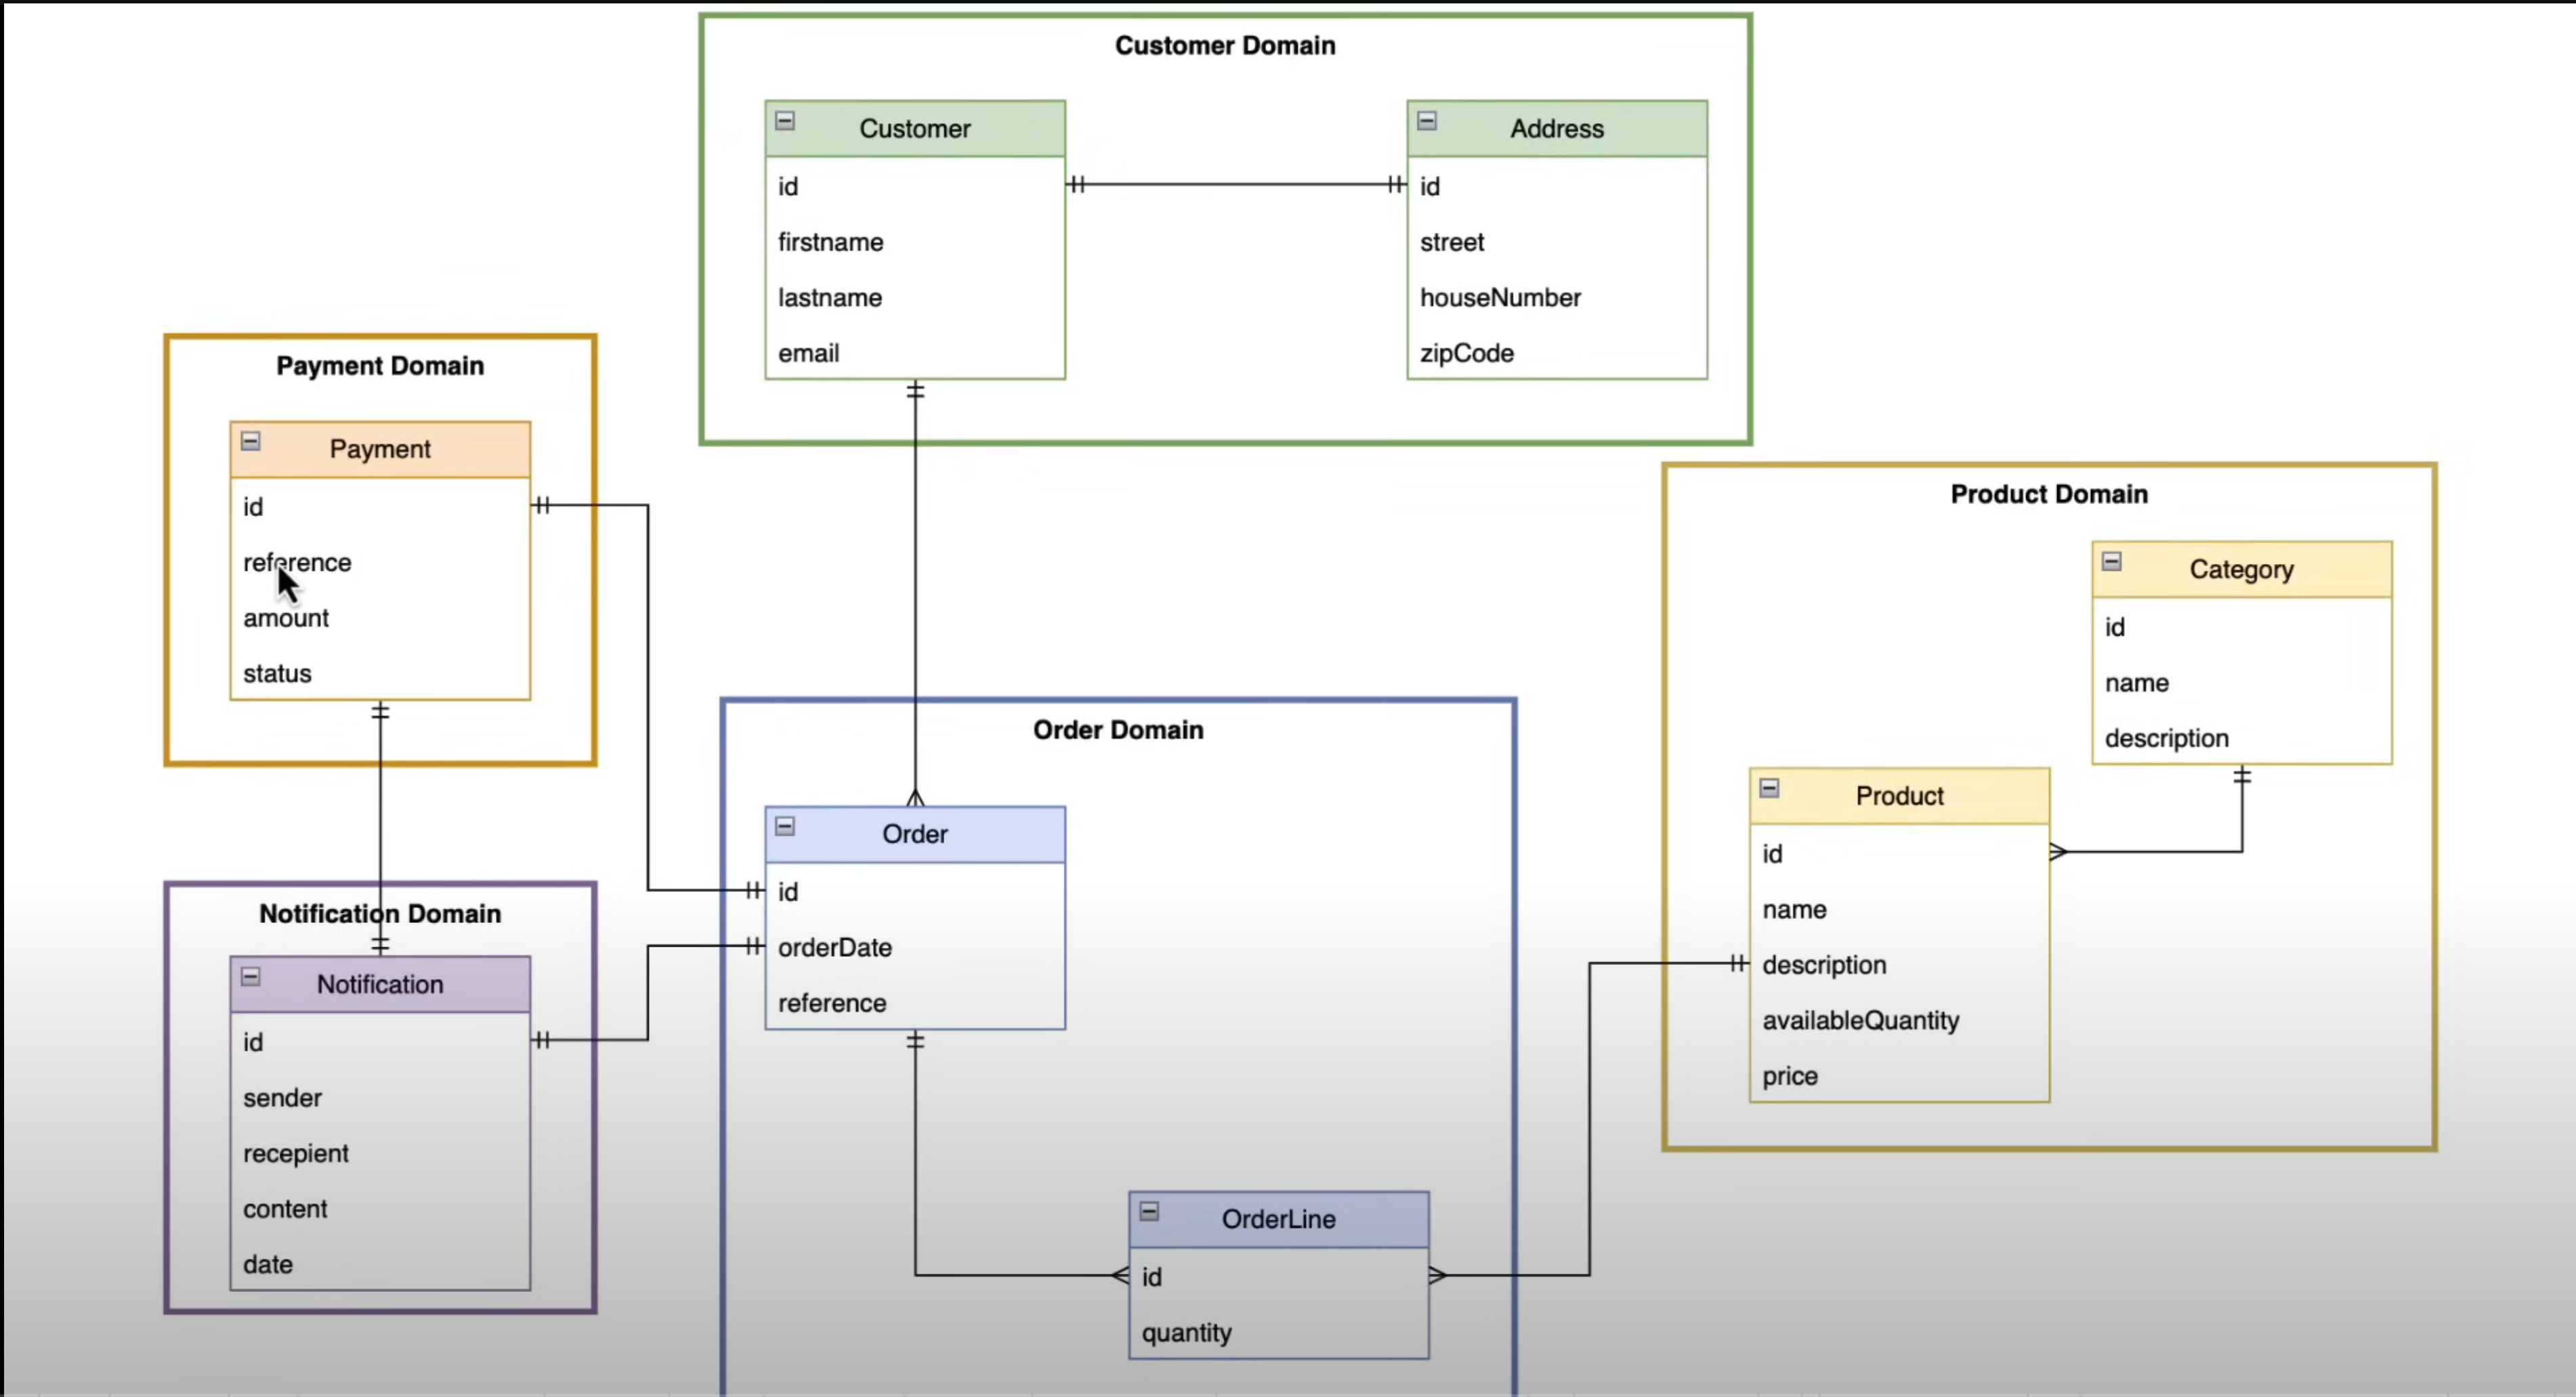 Customer Domain
Customer
id
firstname
lastname
email
Address
id
street
houseNumber
zipCode
Payment Domain
Payment
id
reference
amount
status
Product Domain
Category
id
name
description
Product
id
name
description
availableQuantity
price
Order Domain
Order
id
orderDate
reference
OrderLine
id
quantity
Notification Domain
Notification
id
sender
recepient
content
date